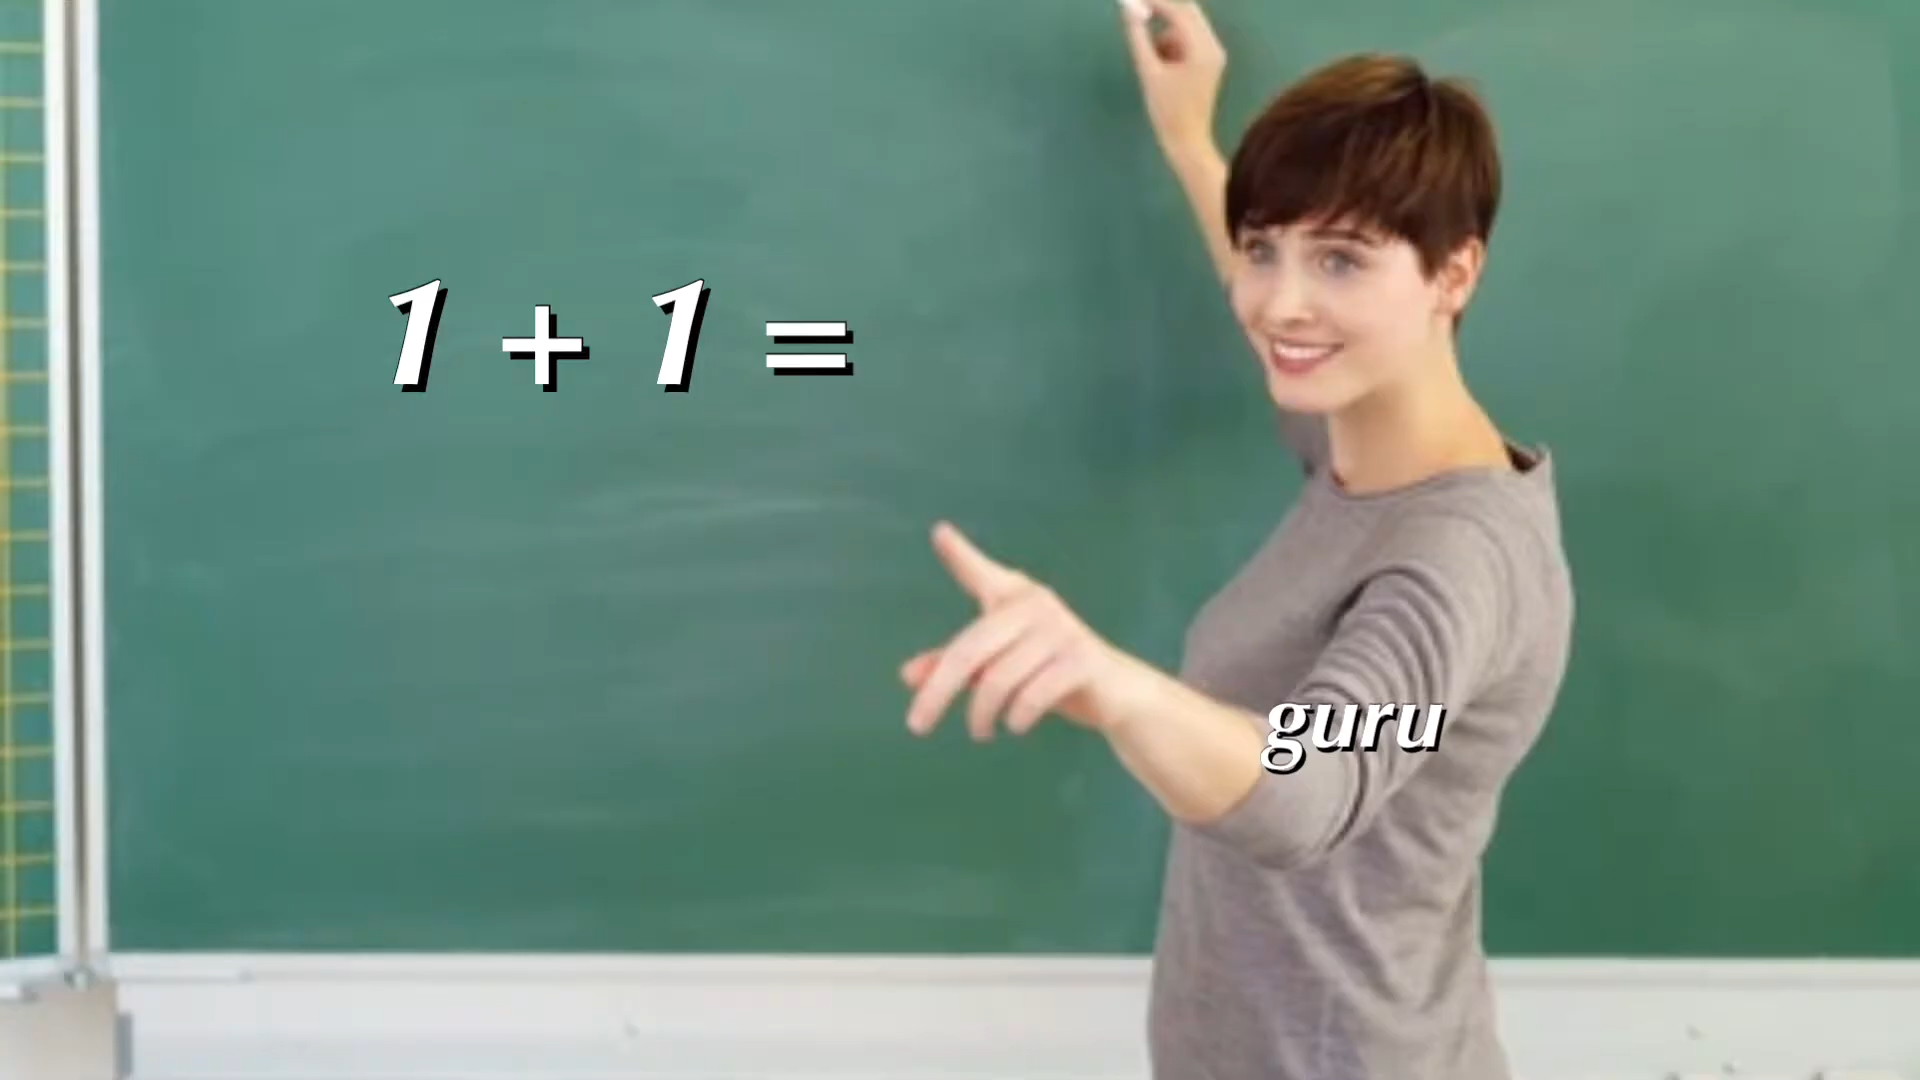 1 + 1 =
guru